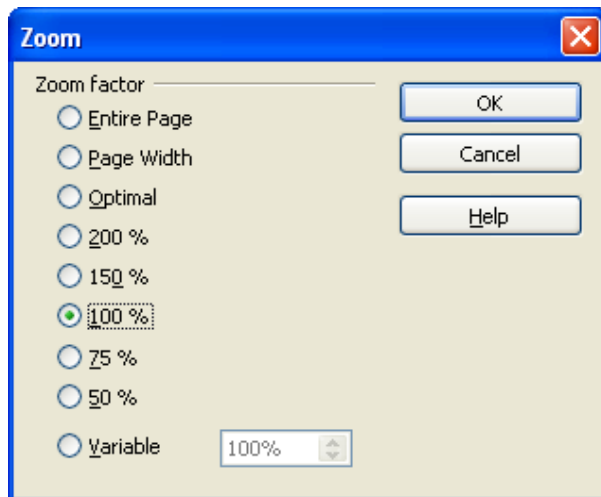 Zoom
Zoom factor
Entire Page
Page Width
Optimal
200 %
150 %
100 %
75 %
50 %
Variable 100%
OK
Cancel
Help